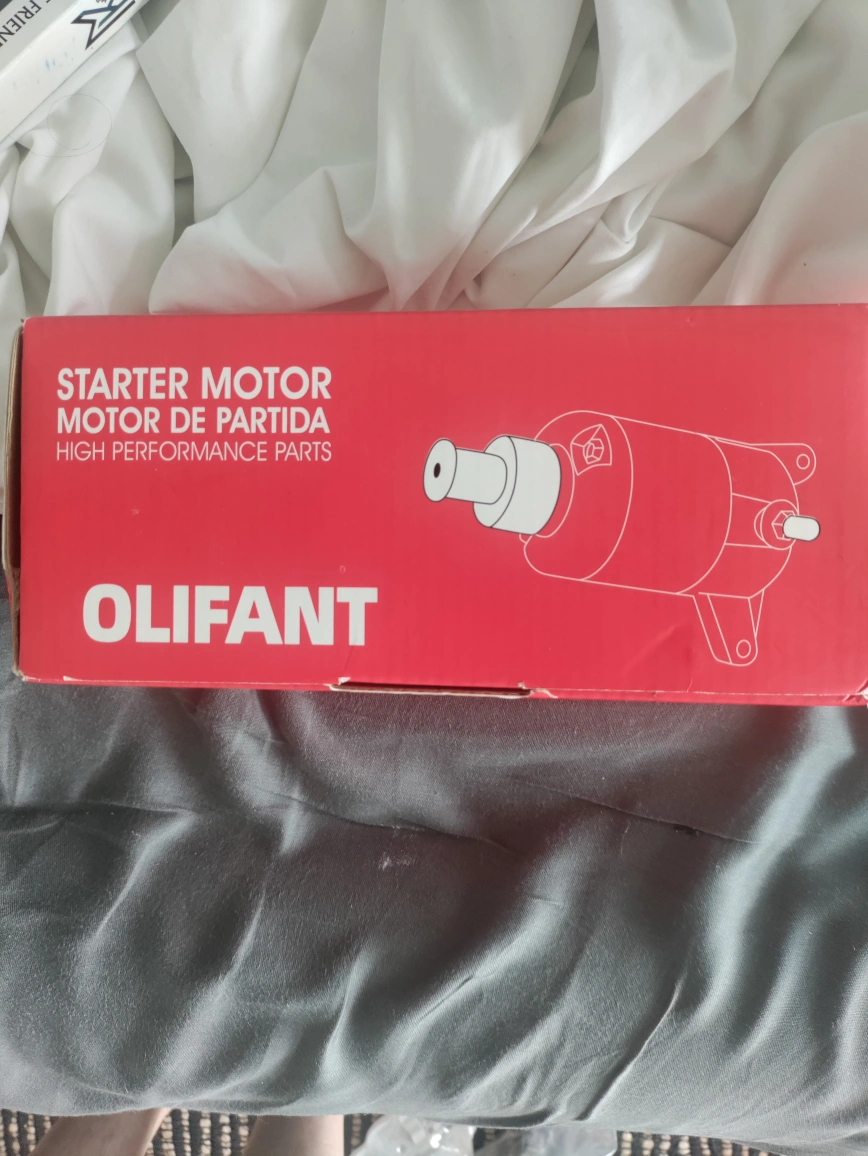 STARTER MOTOR
MOTOR DE PARTIDA
HIGH PERFORMANCE PARTS
OLIFANT